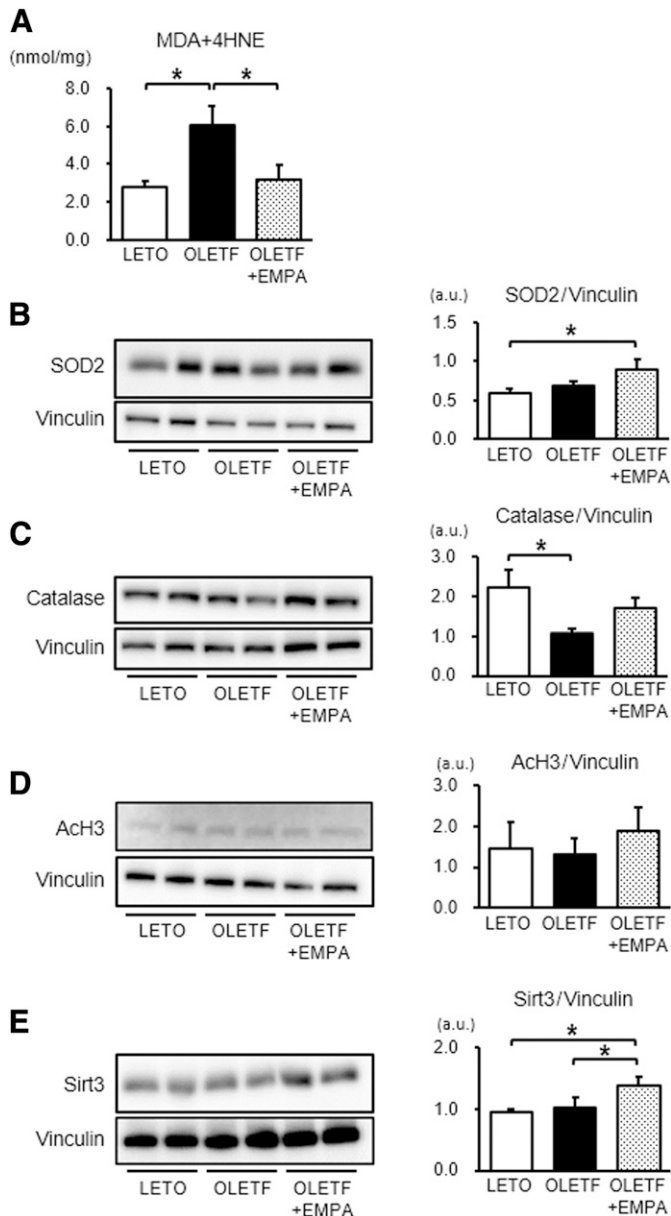 A
MDA+4HNE
(nmol/mg)
*
*
8.0
6.0
4.0
2.0
0.0
LETO
OLETF
OLETF
+EMPA
B
SOD2
Vinculin
LETO
OLETF
OLETF
+EMPA
(a.u.)
SOD2/Vinculin
*
1.5
1.0
0.5
0.0
LETO
OLETF
OLETF
+EMPA
C
Catalase
Vinculin
LETO
OLETF
OLETF
+EMPA
Catalase/Vinculin
(a.u.)
*
3.0
2.0
1.0
0.0
LETO
OLETF
OLETF
+EMPA
D
AcH3
Vinculin
LETO
OLETF
OLETF
+EMPA
AcH3/Vinculin
(a.u.)
3.0
2.0
1.0
0.0
LETO
OLETF
OLETF
+EMPA
E
Sirt3
Vinculin
LETO
OLETF
OLETF
+EMPA
Sirt3/Vinculin
(a.u.)
*
*
2.0
1.0
0.0
LETO
OLETF
OLETF
+EMPA